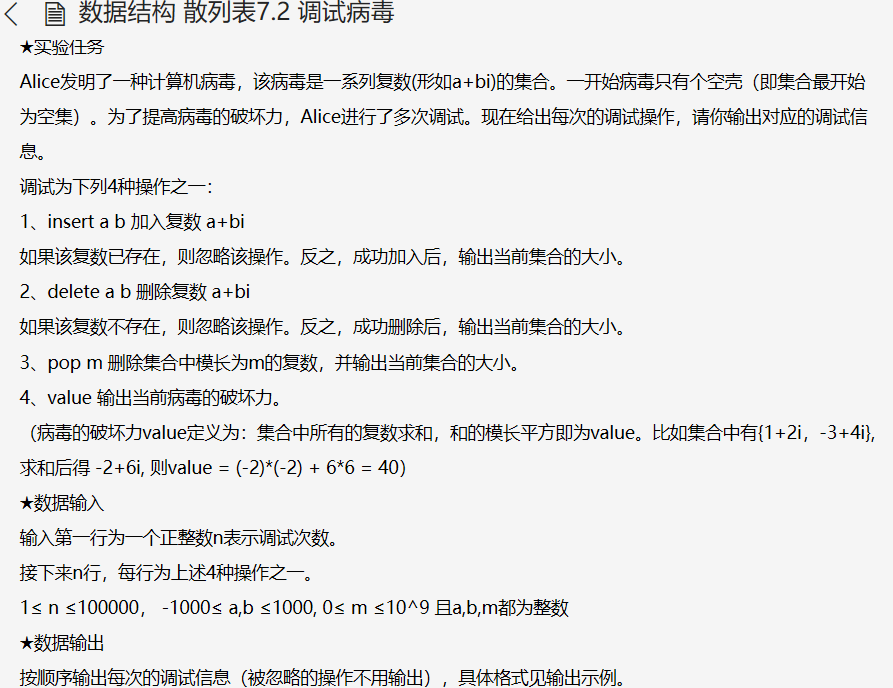 数据结构 散列表7.2 调试病毒
★实验任务
Alice发明了一种计算机病毒，该病毒是一系列复数(形如a+bi)的集合。一开始病毒只有个空壳（即集合最开始
为空集）。为了提高病毒的破坏力，Alice进行了多次调试。现在给出每次的调试操作，请你输出对应的调试信
息。
调试为下列4种操作之一：
1、insert a b 加入复数 a+bi
如果该复数已存在，则忽略该操作。反之，成功加入后，输出当前集合的大小。
2、delete a b 删除复数 a+bi
如果该复数不存在，则忽略该操作。反之，成功删除后，输出当前集合的大小。
3、pop m 删除集合中模长为m的复数，并输出当前集合的大小。
4、value 输出当前病毒的破坏力。
（病毒的破坏力value定义为：集合中所有的复数求和，和的模长平方即为value。比如集合中有{1+2i，-3+4i},
求和后得 -2+6i, 则value = (-2)*(-2) + 6*6 = 40）
★数据输入
输入第一行为一个正整数n表示调试次数。
接下来n行，每行为上述4种操作之一。
1≤ n ≤100000， -1000≤ a,b ≤1000, 0≤ m ≤10^9 且a,b,m都为整数
★数据输出
按顺序输出每次的调试信息（被忽略的操作不用输出），具体格式见输出示例。